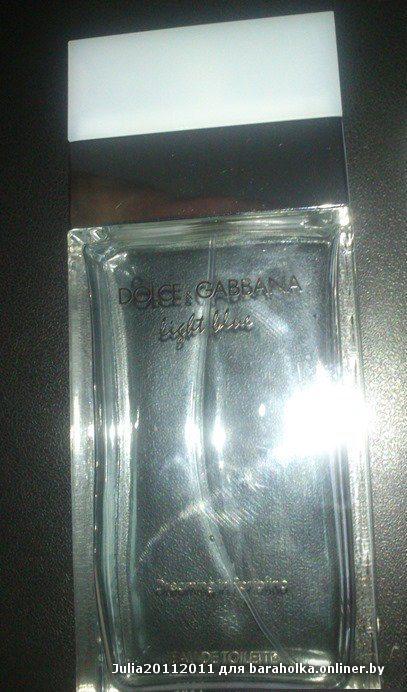 DOLCE & GABBANA
light blue
Dreaming in Portofino
EAU DE TOILETTE
Julia20112011 для baraholka.onliner.by